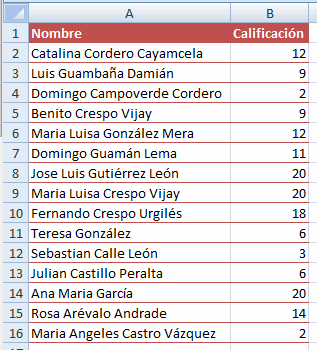 A B
1 Nombre Calificación
2 Catalina Cordero Cayamcela 12
3 Luis Guambaña Damián 9
4 Domingo Campoverde Cordero 2
5 Benito Crespo Vijay 9
6 Maria Luisa González Mera 12
7 Domingo Guamán Lema 11
8 Jose Luis Gutiérrez León 20
9 Maria Luisa Crespo Vijay 20
10 Fernando Crespo Urgilés 18
11 Teresa González 6
12 Sebastian Calle León 3
13 Julian Castillo Peralta 6
14 Ana Maria García 20
15 Rosa Arévalo Andrade 14
16 Maria Angeles Castro Vázquez 2